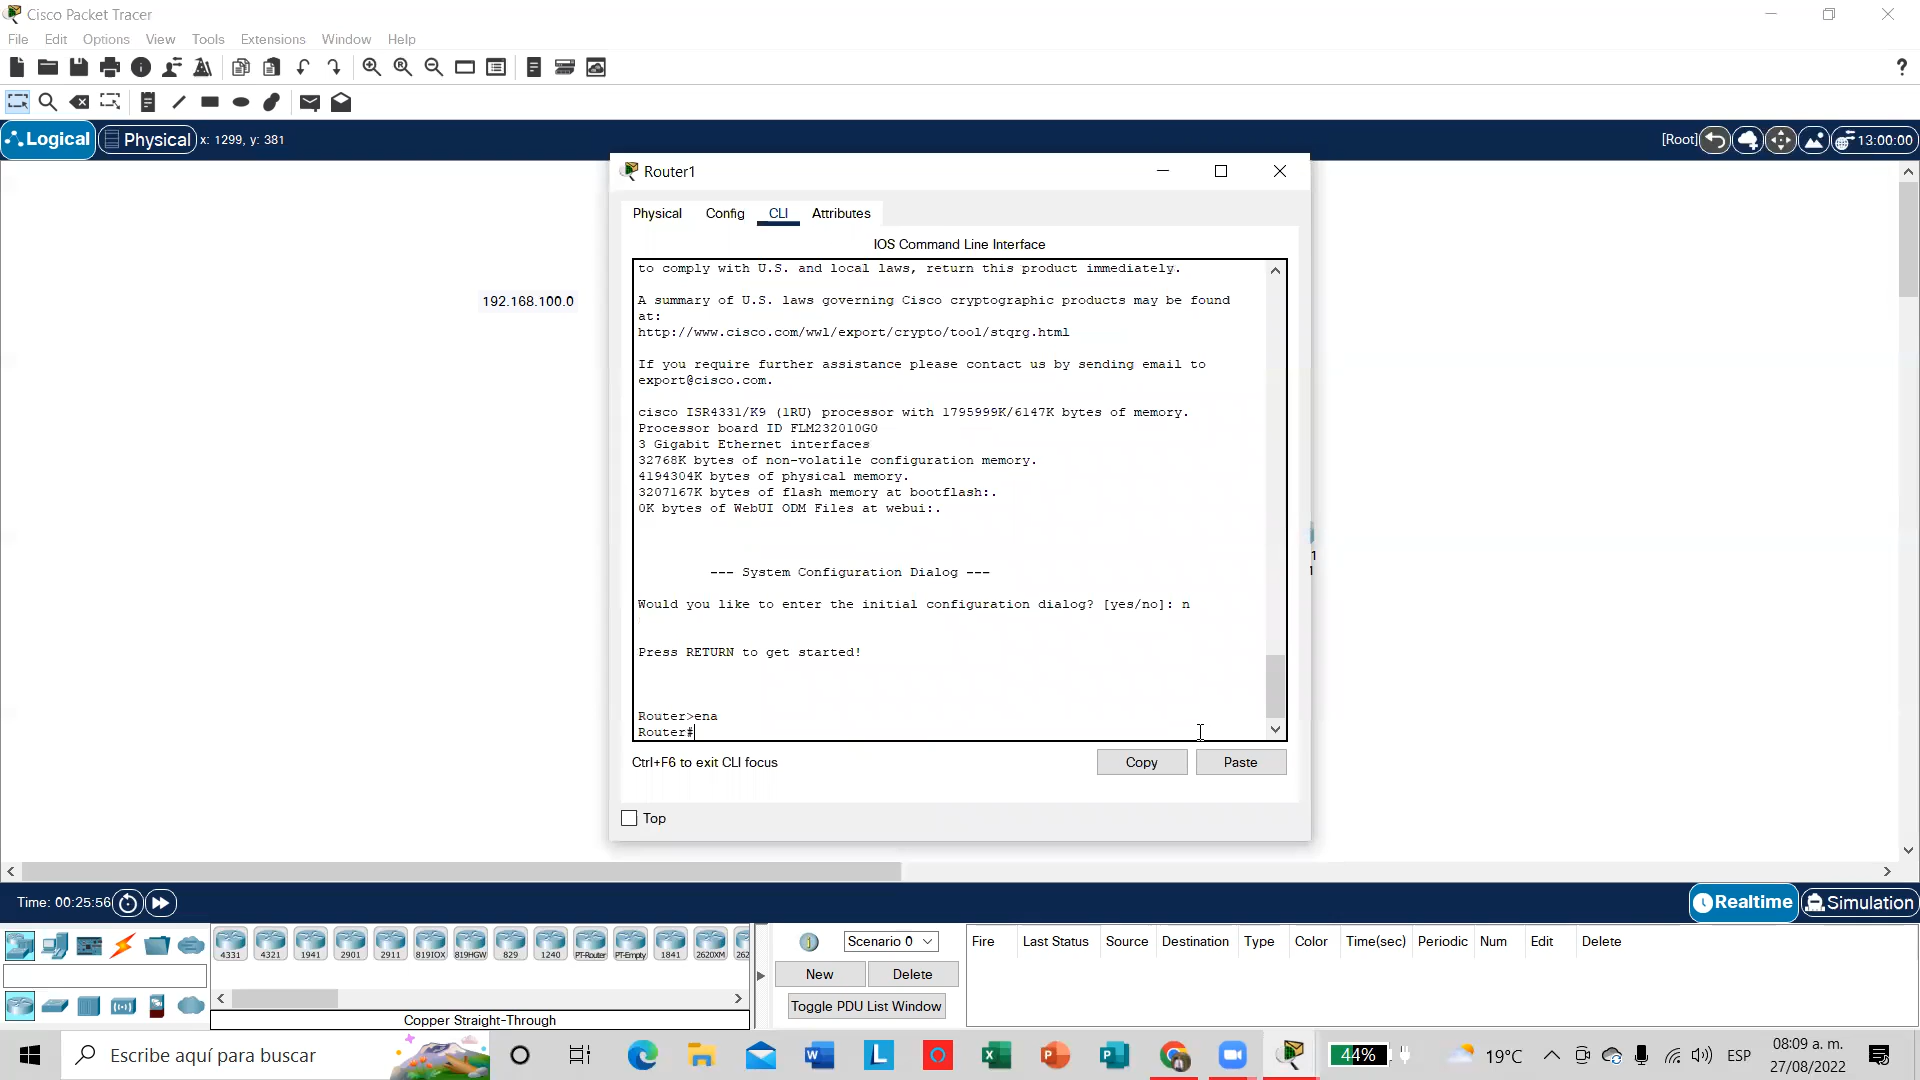 Cisco Packet Tracer
File Edit Options View Tools Extensions Window Help
?
Logical Physical x: 1299, y: 381
[Root] 13:00:00
Router1
Physical Config CLI Attributes
IOS Command Line Interface
to comply with U.S. and local laws, return this product immediately.
A summary of U.S. laws governing Cisco cryptographic products may be found
at:
http://www.cisco.com/wwl/export/crypto/tool/stqrg.html
If you require further assistance please contact us by sending email to
export@cisco.com.
cisco ISR4331/K9 (1RU) processor with 1795999K/6147K bytes of memory.
Processor board ID FLM232010G0
3 Gigabit Ethernet interfaces
32768K bytes of non-volatile configuration memory.
4194304K bytes of physical memory.
3207167K bytes of flash memory at bootflash:.
0K bytes of WebUI ODM Files at webui:.
--- System Configuration Dialog ---
Would you like to enter the initial configuration dialog? [yes/no]: n
Press RETURN to get started!
Router>ena
Router#
Ctrl+F6 to exit CLI focus
Copy Paste
Top
192.168.100.0
1
1
Time: 00:25:56
Realtime Simulation
4331 4321 1941 2901 2911 819IOX 819HGW 829 1240 PT-Router PT-Empty 1841 2620XM 262
Copper Straight-Through
Scenario 0
New Delete
Toggle PDU List Window
Fire Last Status Source Destination Type Color Time(sec) Periodic Num Edit Delete
Escribe aquí para buscar
44%
19°C
ESP
08:09 a. m.
27/08/2022